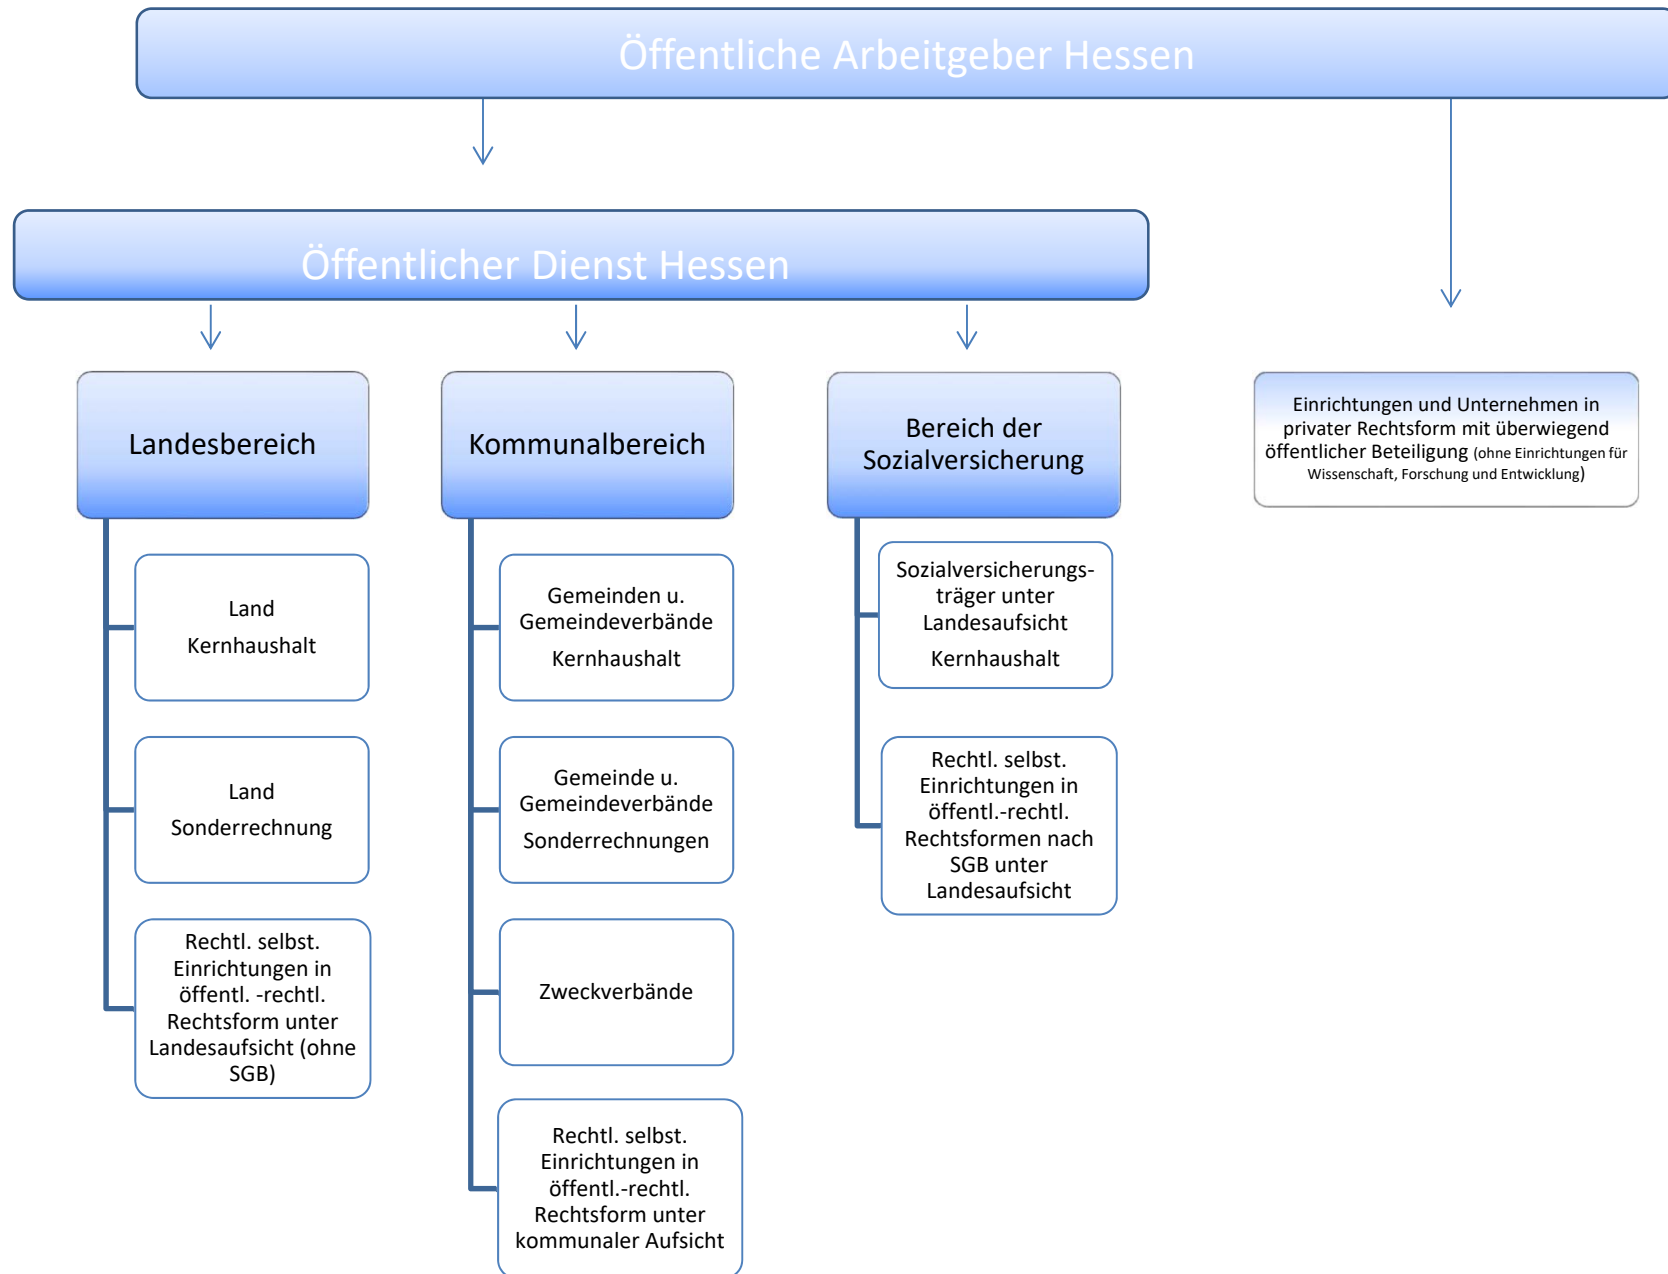 Öffentliche Arbeitgeber Hessen
Öffentlicher Dienst Hessen
Landesbereich
Land
Kernhaushalt
Land
Sonderrechnung
Rechtl. selbst.
Einrichtungen in
öffentl. -rechtl.
Rechtsform unter
Landesaufsicht (ohne
SGB)
Kommunalbereich
Gemeinden u.
Gemeindeverbände
Kernhaushalt
Gemeinde u.
Gemeindeverbände
Sonderrechnungen
Zweckverbände
Rechtl. selbst.
Einrichtungen in
öffentl.-rechtl.
Rechtsform unter
kommunaler Aufsicht
Bereich der
Sozialversicherung
Sozialversicherungs-
träger unter
Landesaufsicht
Kernhaushalt
Rechtl. selbst.
Einrichtungen in
öffentl.-rechtl.
Rechtsformen nach
SGB unter
Landesaufsicht
Einrichtungen und Unternehmen in
privater Rechtsform mit überwiegend
öffentlicher Beteiligung (ohne Einrichtungen für
Wissenschaft, Forschung und Entwicklung)